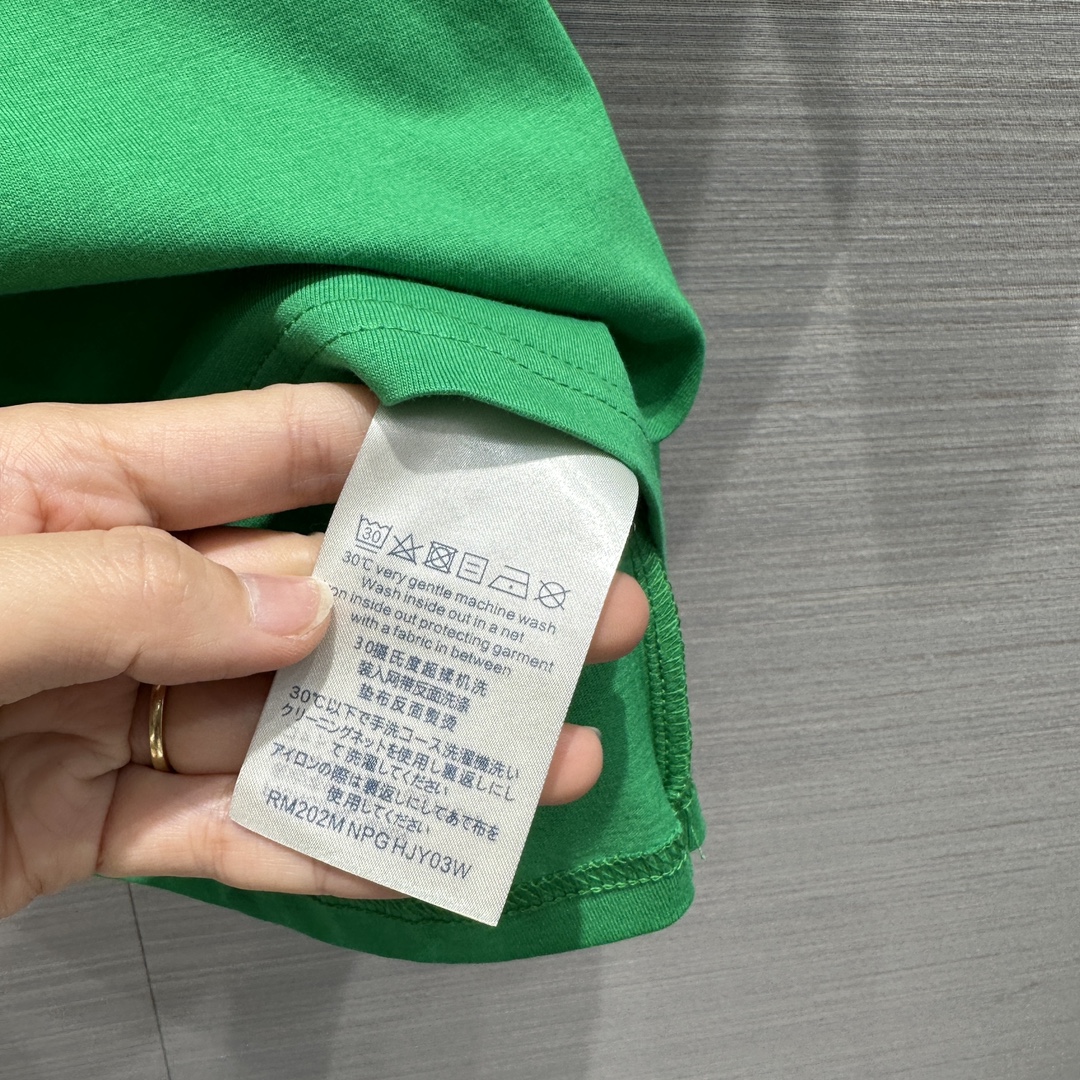 30
30℃ very gentle machine wash
Wash inside out in a net
on inside out protecting garment
with a fabric in between
30攝氏度超揉机洗
装入网带反面洗涤
垫布反面熨烫
30℃以下で手洗コース洗濯機洗い
クリーニングネットを使用し裏返しにし
て洗濯してください
アイロンの際は裏返しにしてあて布を
使用してください
RM202M NPG HJY03W